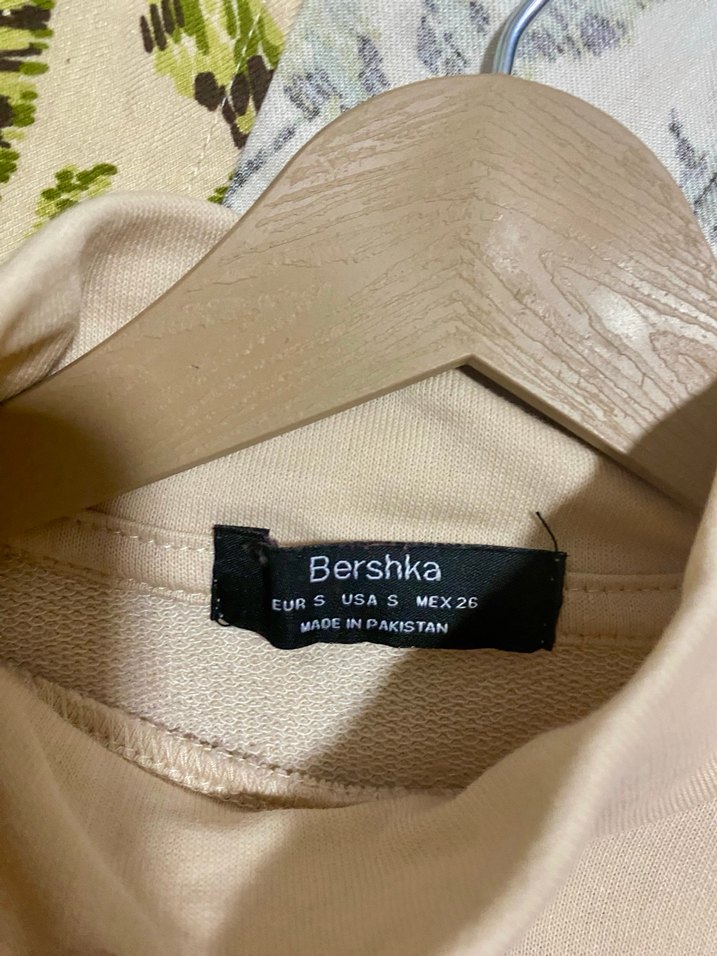 Bershka
EUR S USA S MEX 26
MADE IN PAKISTAN